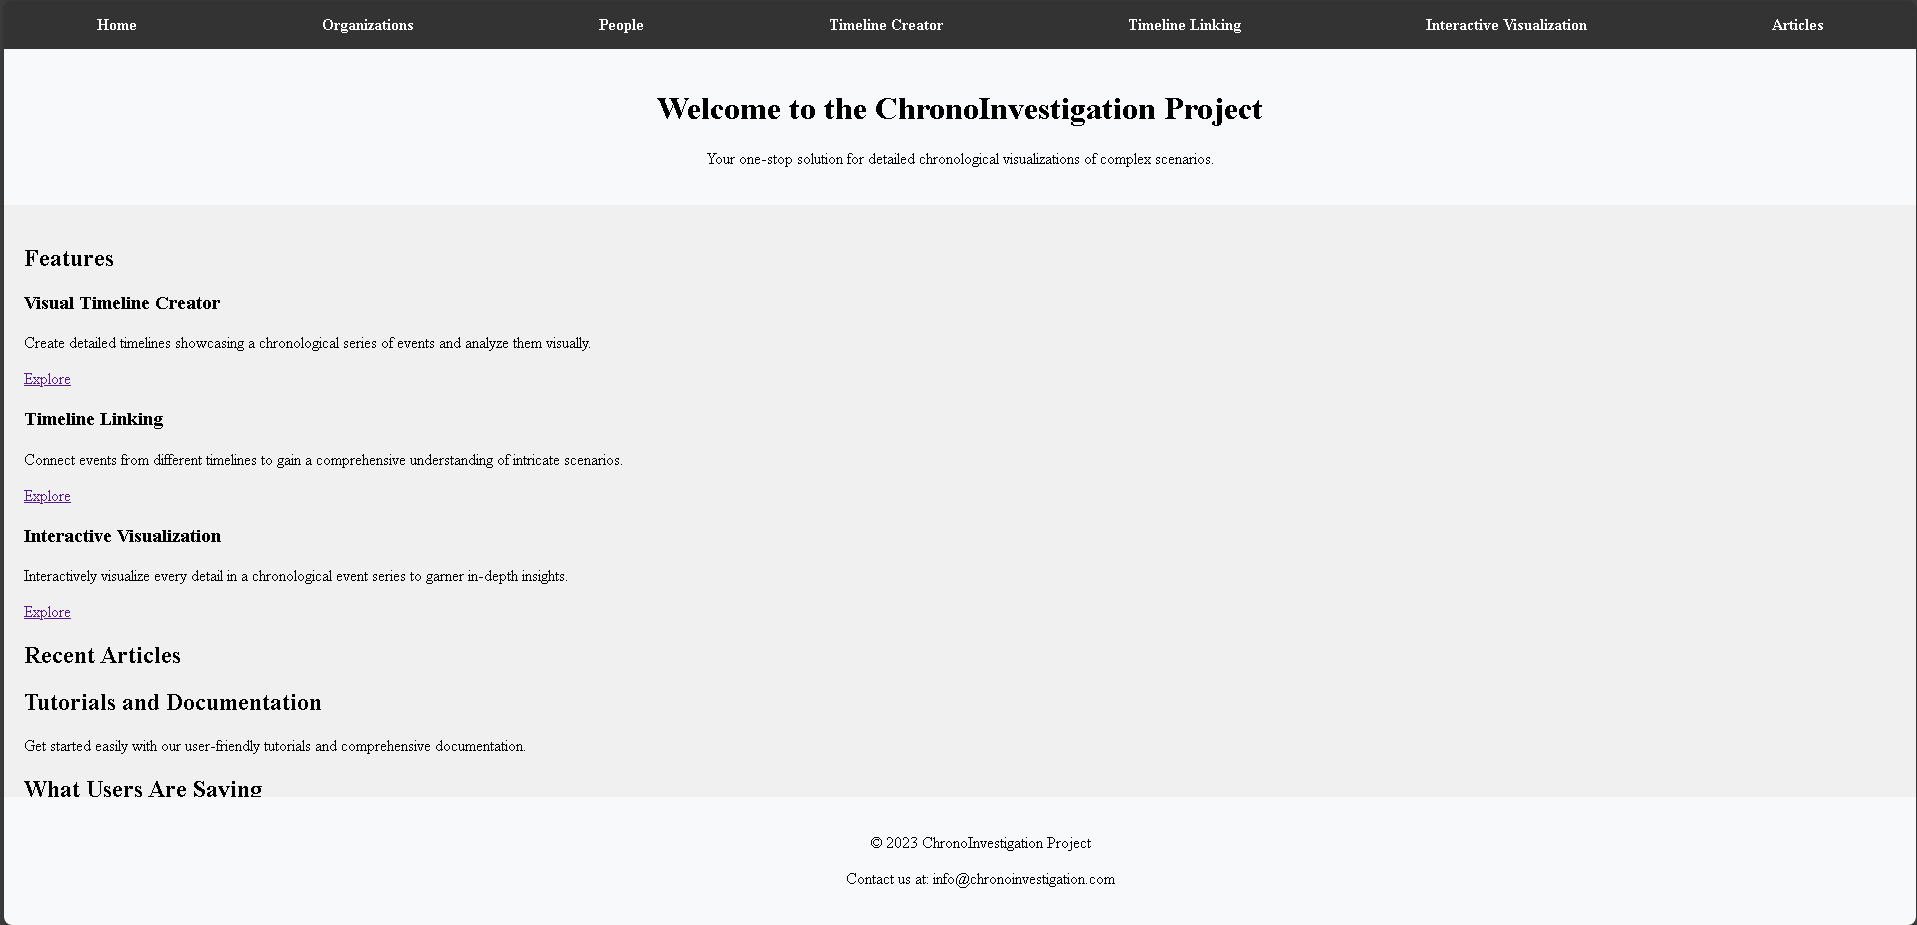 Home Organizations People Timeline Creator Timeline Linking Interactive Visualization Articles
Welcome to the ChronoInvestigation Project
Your one-stop solution for detailed chronological visualizations of complex scenarios.
Features
Visual Timeline Creator
Create detailed timelines showcasing a chronological series of events and analyze them visually.
Explore
Timeline Linking
Connect events from different timelines to gain a comprehensive understanding of intricate scenarios.
Explore
Interactive Visualization
Interactively visualize every detail in a chronological event series to garner in-depth insights.
Explore
Recent Articles
Tutorials and Documentation
Get started easily with our user-friendly tutorials and comprehensive documentation.
What Users Are Saying
© 2023 ChronoInvestigation Project
Contact us at: info@chronoinvestigation.com